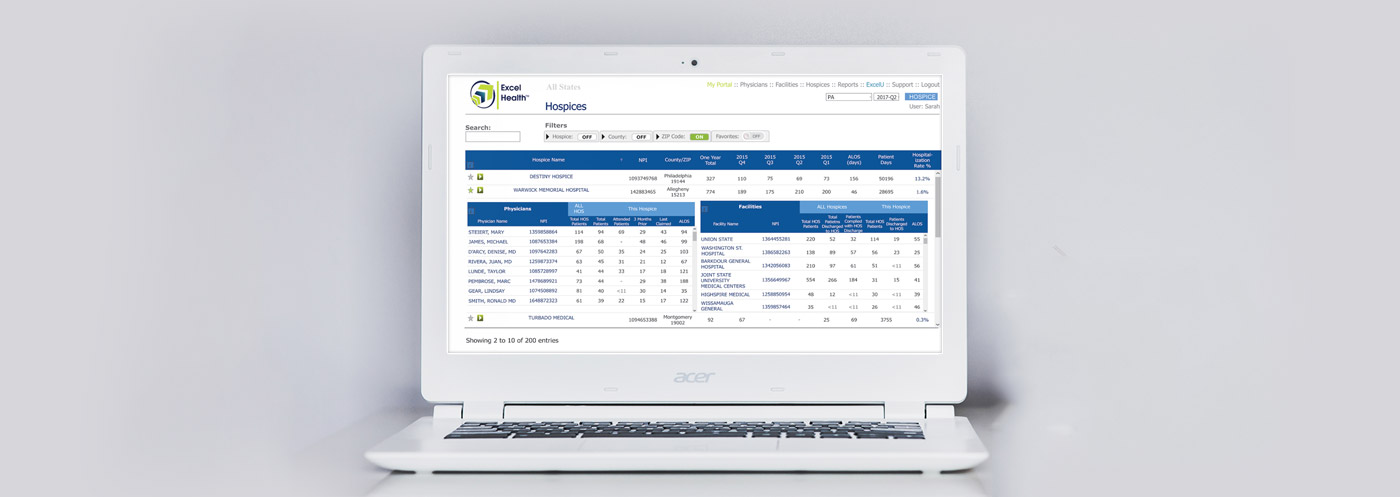 Excel
Health™
All States
Hospices
My Portal :: Physicians :: Facilities :: Hospices :: Reports :: ExcelU :: Support :: Logout
PA 2017-Q2 HOSPICE
User: Sarah
Search:
Filters
Hospice: OFF County: OFF ZIP Code: ON Favorites: OFF
Hospice Name NPI County/ZIP One Year Total 2015 Q4 2015 Q3 2015 Q2 2015 Q1 ALOS (days) Patient Days Hospital-ization Rate %
DESTINY HOSPICE 1093749768 Philadelphia 19144 327 110 75 69 73 156 50196 13.2%
WARWICK MEMORIAL HOSPITAL 142883465 Allegheny 15213 774 189 175 210 200 46 28695 1.6%
Physicians ALL HOS This Hospice
Physician Name NPI Total HOS Patients Total Patients Attended Patients 3 Months Prior Last Claimed ALOS
STEIERT, MARY 1359858864 114 94 69 29 43 94
JAMES, MICHAEL 1087653384 198 68 - 48 46 99
D'ARCY, DENISE, MD 1097642283 67 50 35 24 25 103
RIVERA, JUAN, MD 1259873374 63 45 31 21 12 67
LUNDE, TAYLOR 1085728997 41 44 33 17 18 121
PEMBROSE, MARC 1478689921 73 44 - 29 38 188
GEAR, LINDSAY 1074508892 81 40 <11 30 14 35
SMITH, RONALD MD 1648872323 61 39 22 15 17 122
Facilities ALL Hospices This Hospice
Facility Name NPI Total HOS Patients Total Patients Discharged to HOS Patients Complied with HOS Discharge Total HOS Patients Patients Discharged to HOS ALOS
UNION STATE 1364455281 220 52 32 114 19 55
WASHINGTON ST. HOSPITAL 1386582263 138 89 57 56 23 25
BARKDOUR GENERAL HOSPITAL 1342056083 210 97 61 51 <11 56
JOINT STATE UNIVERSITY MEDICAL CENTERS 1356649967 554 266 184 31 15 41
HIGHSPIRE MEDICAL 1258850954 48 12 <11 30 <11 39
WISSAMAUGA GENERAL 1359857464 35 <11 <11 26 <11 46
TURBADO MEDICAL 1094653388 Montgomery 19002 92 67 - - 25 69 3755 0.3%
Showing 2 to 10 of 200 entries
acer